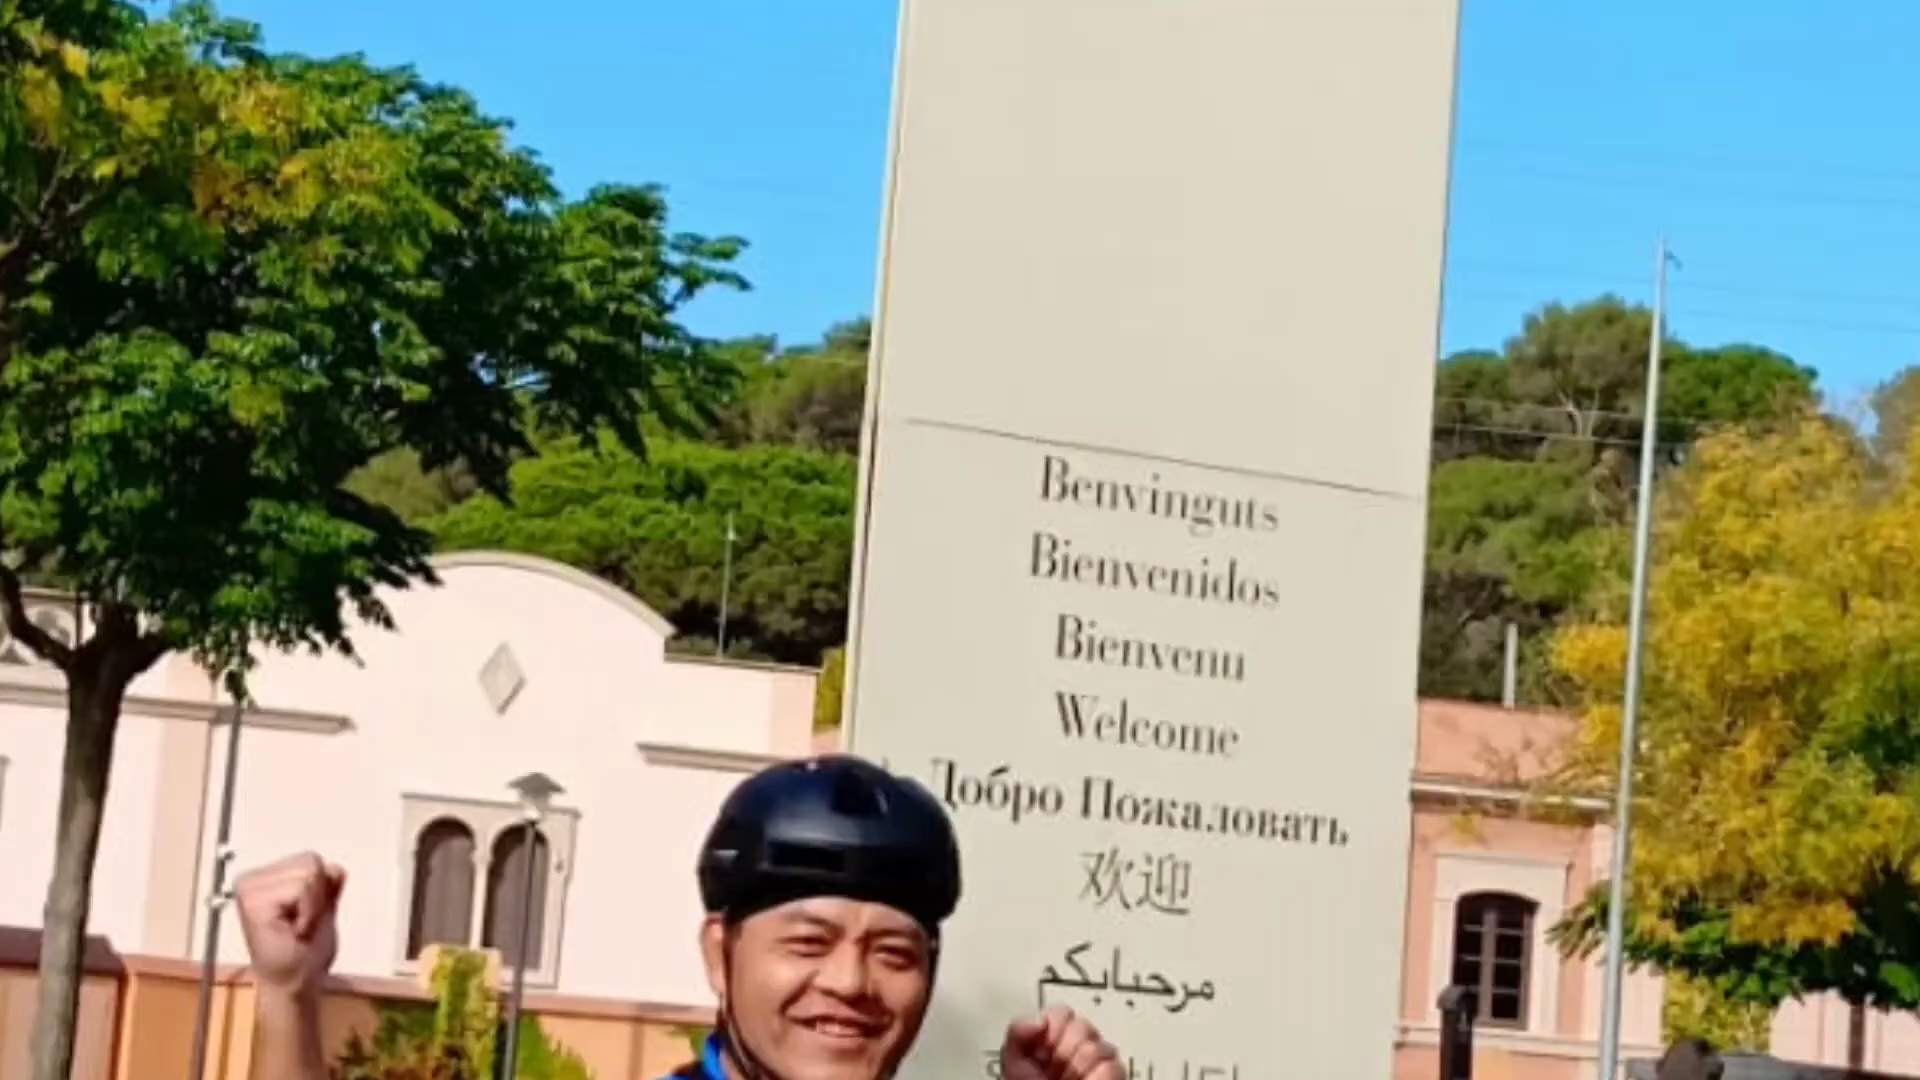 Benvinguts
Bienvenidos
Bienvenu
Welcome
Добро Пожаловать
欢迎
مرحبابكم